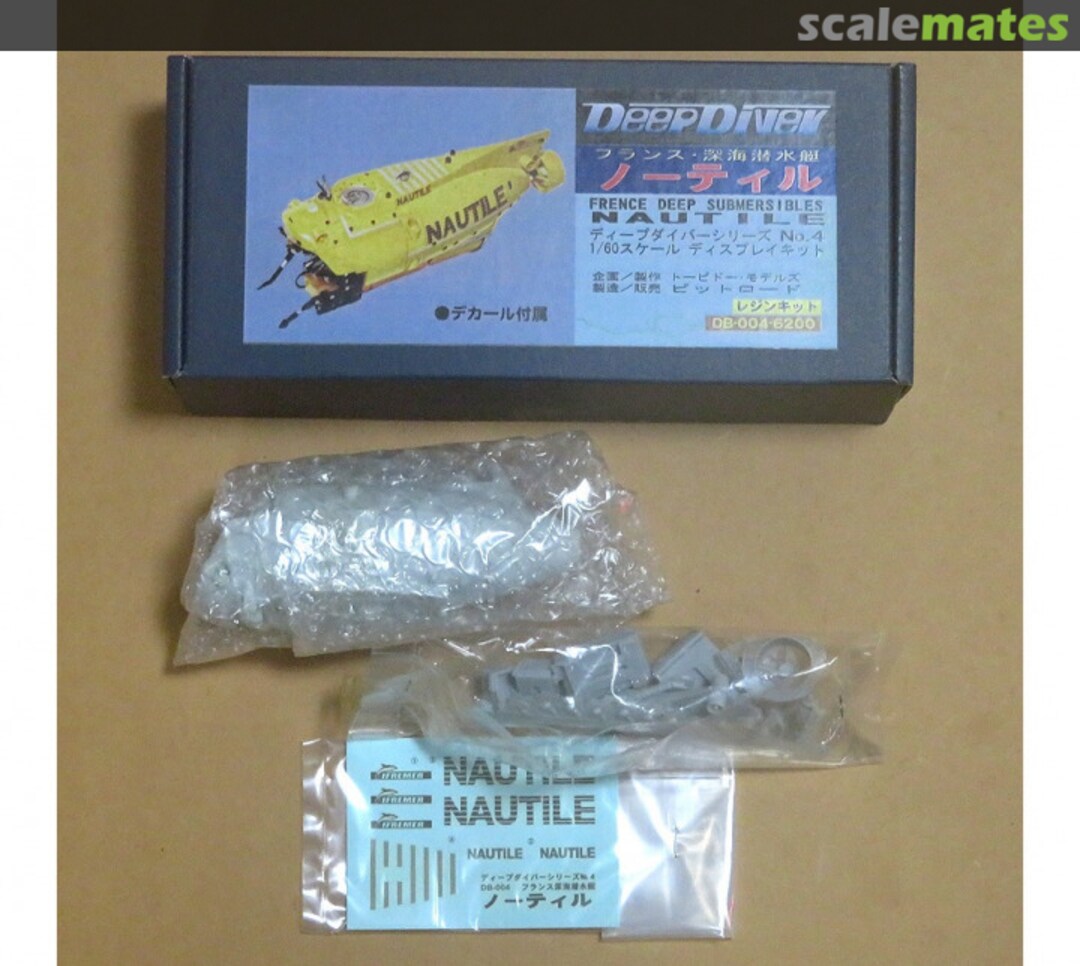 scalemates
DEEPDIVER
フランス・深海潜水艇
ノーティル
FRENCE DEEP SUBMERSIBLES
NAUTILE
ディープダイバーシリーズ No.4
1/60スケール ディスプレイキット
企画／製作 トーピドー・モデルズ
製造／販売 ピットロード
レジンキット
DB-004-6200
NAUTILE
NAUTILE
●デカール付属
IFREMER
IFREMER
IFREMER
NAUTILE
NAUTILE
NAUTILE NAUTILE
ディープダイバーシリーズNo.4
DB-004 フランス深海潜水艇
ノーティル